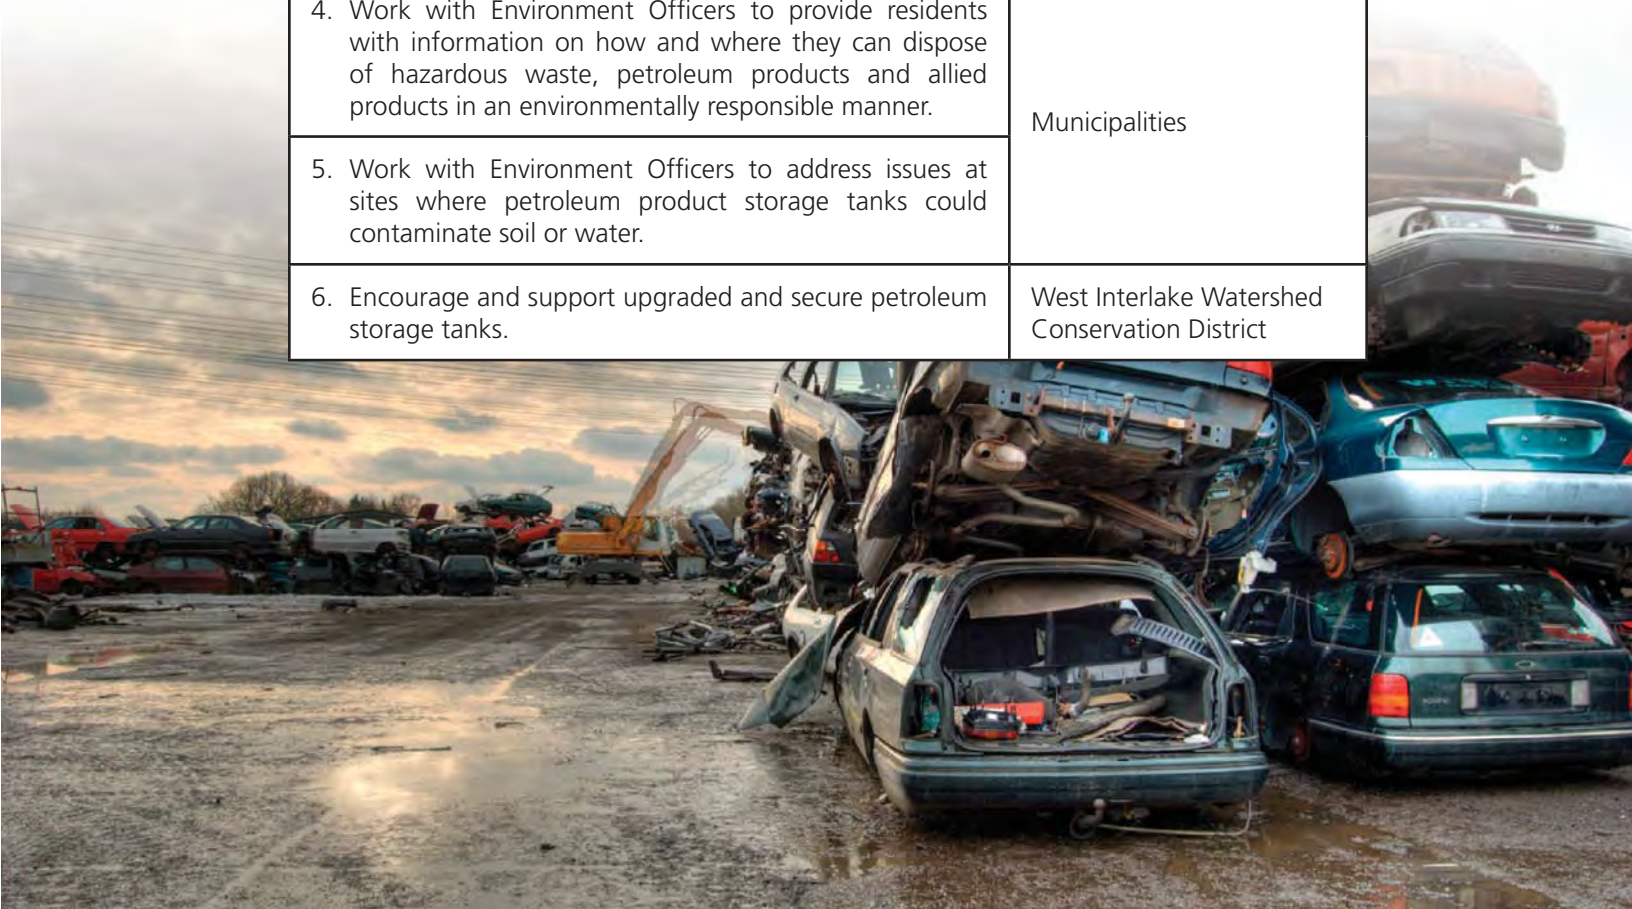 4. Work with Environment Officers to provide residents
with information on how and where they can dispose
of hazardous waste, petroleum products and allied
products in an environmentally responsible manner.
Municipalities
5. Work with Environment Officers to address issues at
sites where petroleum product storage tanks could
contaminate soil or water.
6. Encourage and support upgraded and secure petroleum
storage tanks.
West Interlake Watershed
Conservation District